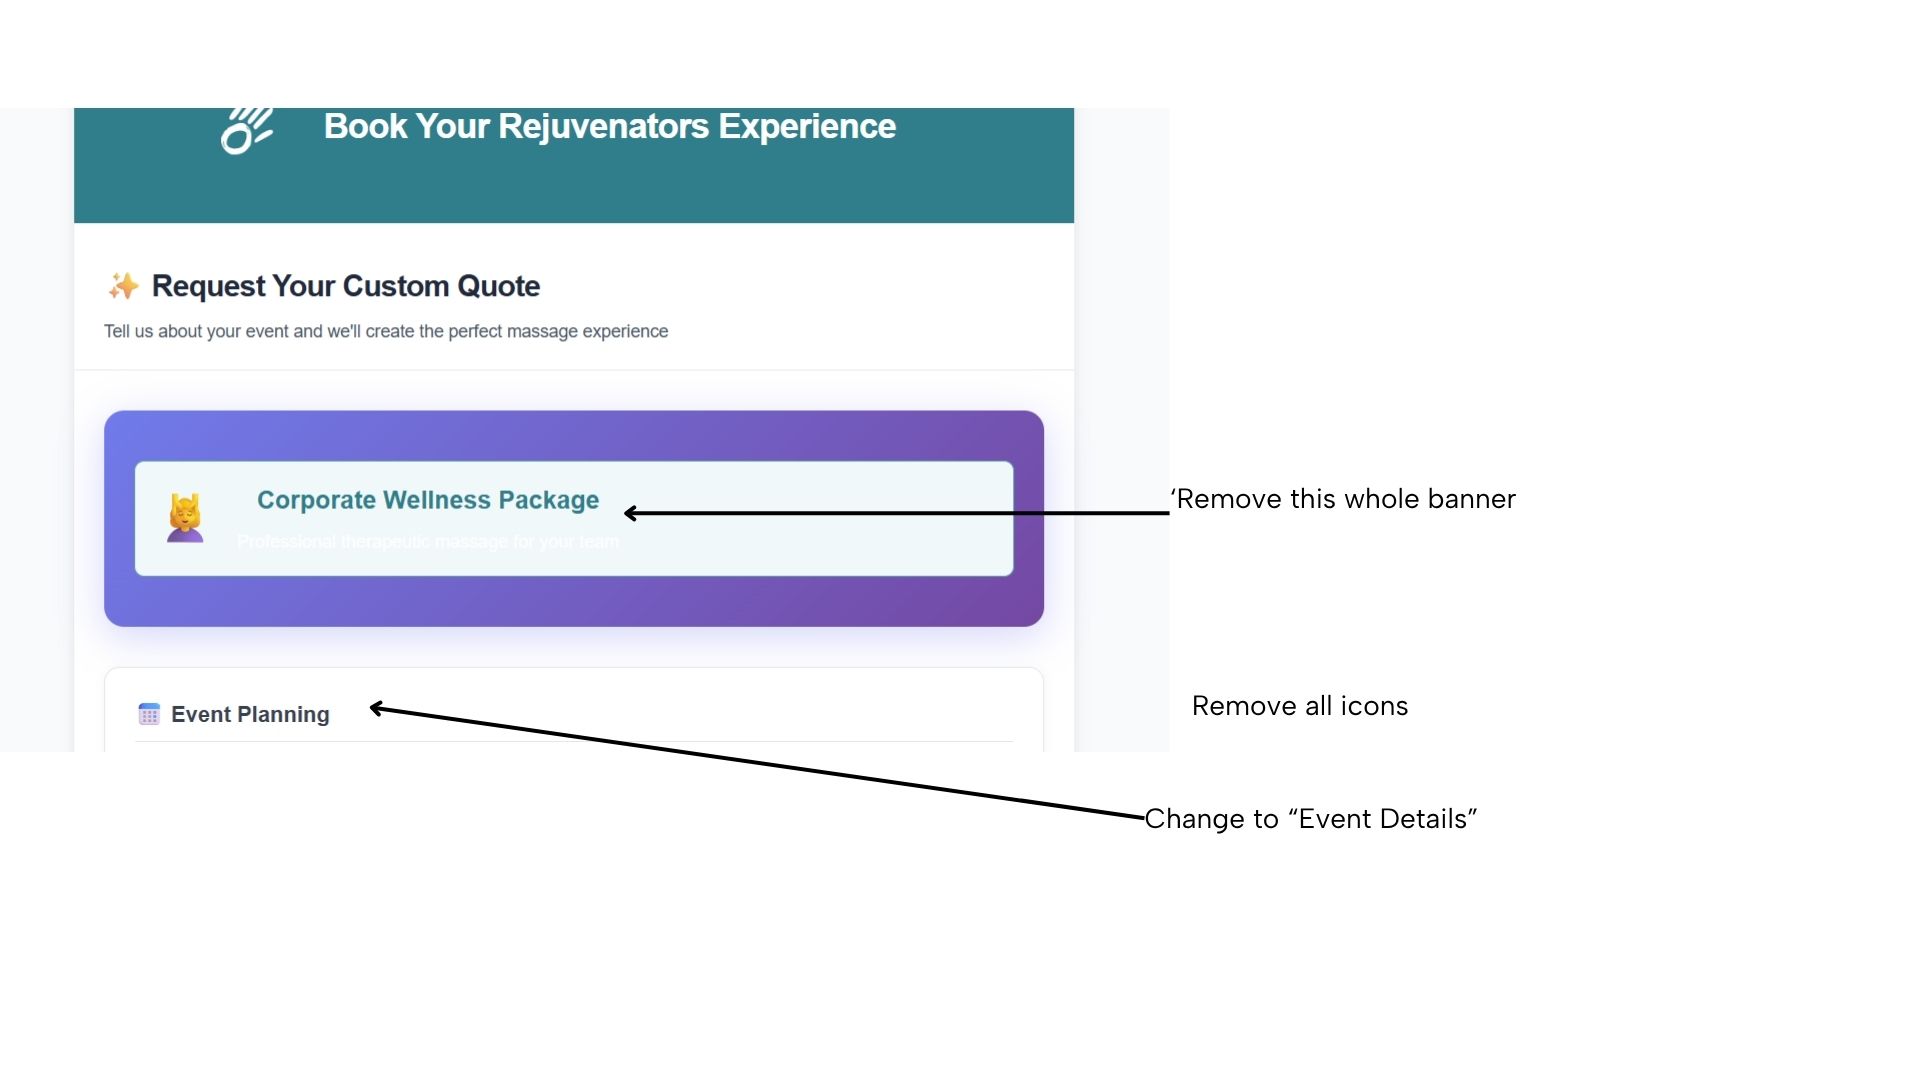 Book Your Rejuvenators Experience
Request Your Custom Quote
Tell us about your event and we'll create the perfect massage experience
Corporate Wellness Package
Professional therapeutic massage for your team
‘Remove this whole banner
Event Planning
Remove all icons
Change to “Event Details”